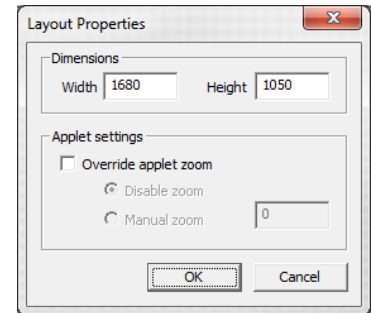 Layout Properties
Dimensions
Width 1680 Height 1050
Applet settings
Override applet zoom
Disable zoom
Manual zoom 0
OK Cancel